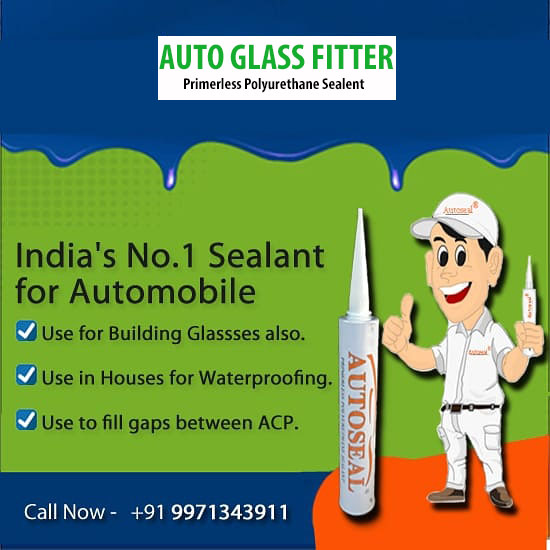 AUTO GLASS FITTER
Primerless Polyurethane Sealent
Autoseal®
India's No.1 Sealant
for Automobile
Use for Building Glassses also.
Use in Houses for Waterproofing.
Use to fill gaps between ACP.
AUTOSEAL®
Autoseal®
Autoseal®
Call Now - +91 9971343911